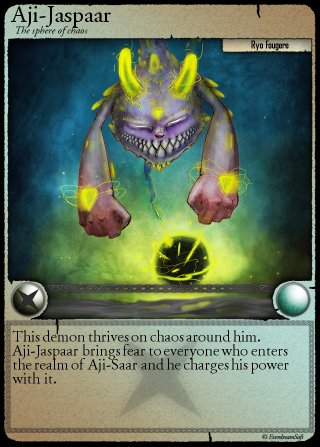 Aji-Jaspaar
The sphere of chaos
Ryo Fougere
This demon thrives on chaos around him.
Aji-Jaspaar brings fear to everyone who enters
the realm of Aji-Saar and he charges his power
with it.
© EverdreamSoft